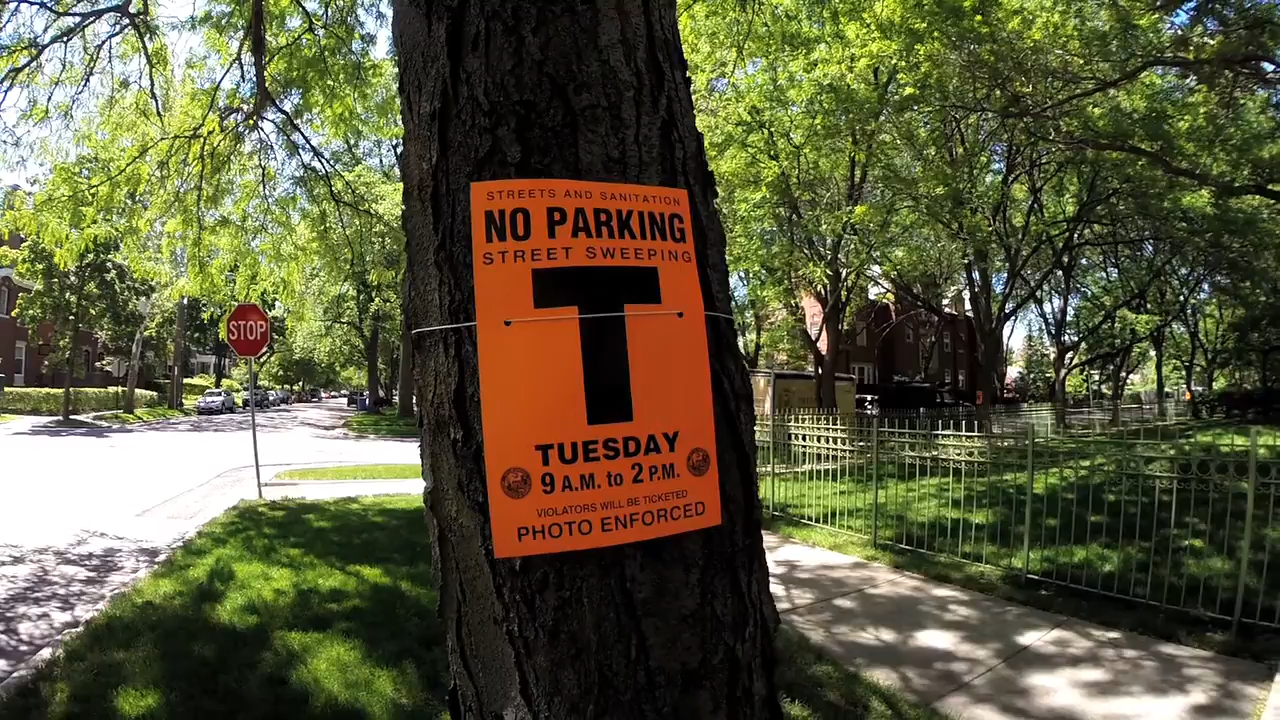 STREETS AND SANITATION
NO PARKING
STREET SWEEPING
T
TUESDAY
9 A.M. to 2 P.M.
VIOLATORS WILL BE TICKETED
PHOTO ENFORCED
STOP